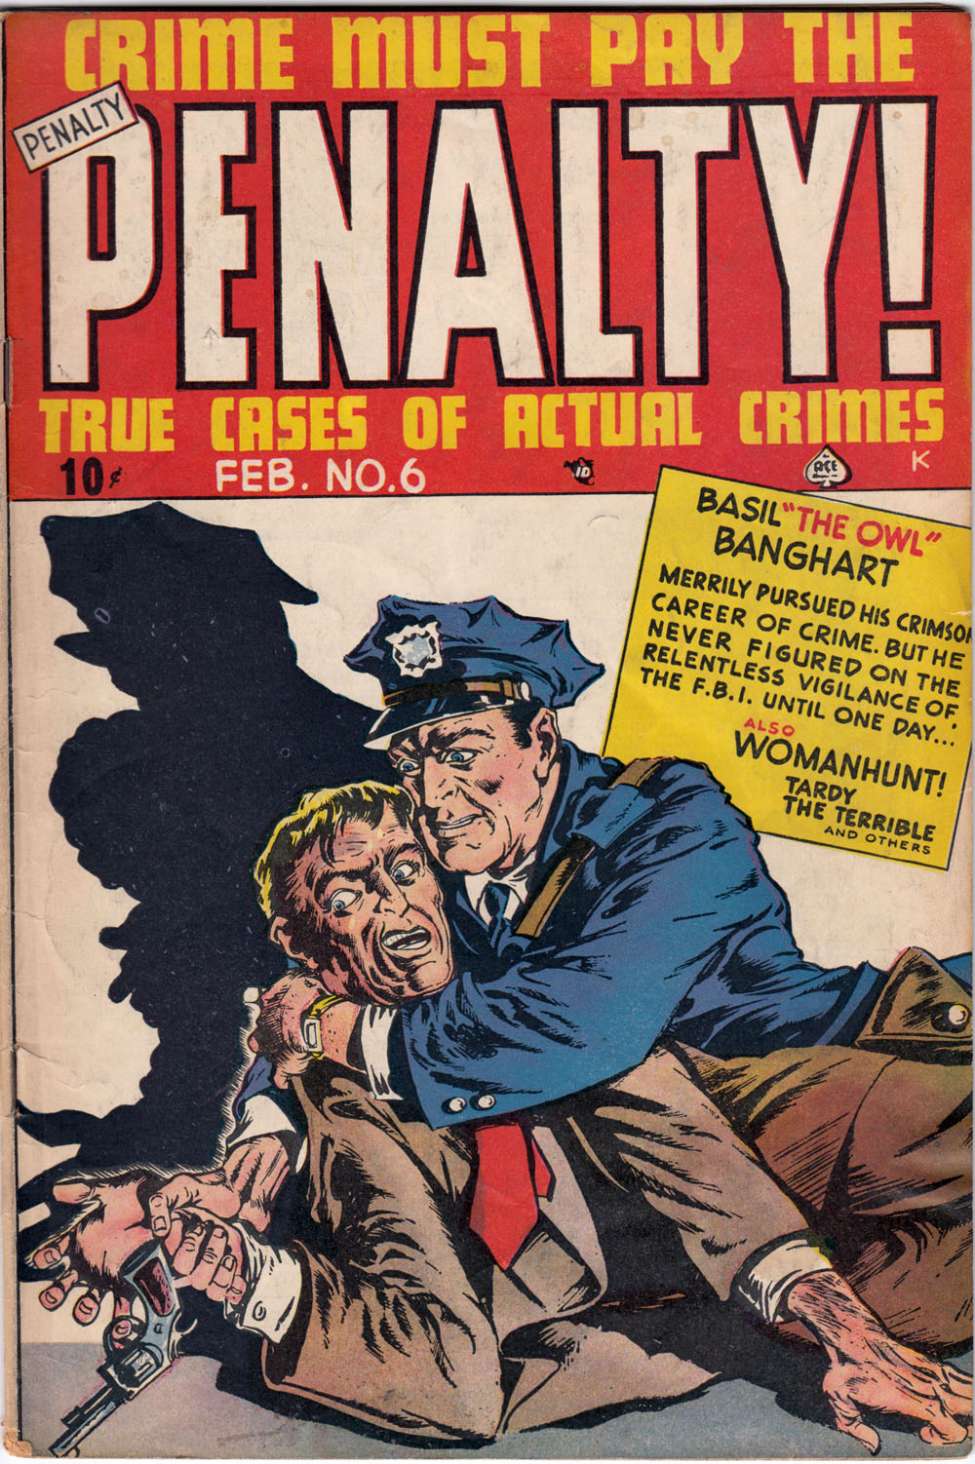 CRIME MUST PAY THE
PENALTY
PENALTY!
TRUE CASES OF ACTUAL CRIMES
10¢ FEB. NO.6 ID ACE K
BASIL "THE OWL"
BANGHART
MERRILY PURSUED HIS CRIMSON
CAREER OF CRIME. BUT HE
NEVER FIGURED ON THE
RELENTLESS VIGILANCE OF
THE F.B.I. UNTIL ONE DAY...
ALSO
WOMANHUNT!
TARDY
THE TERRIBLE
AND OTHERS